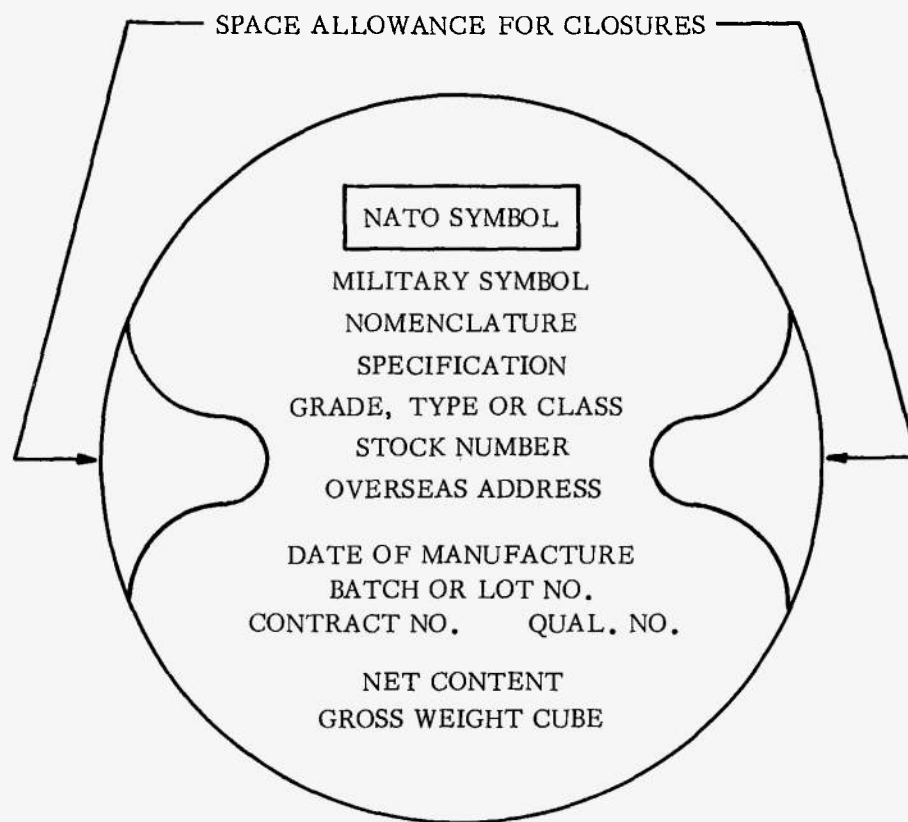 SPACE ALLOWANCE FOR CLOSURES
NATO SYMBOL
MILITARY SYMBOL
NOMENCLATURE
SPECIFICATION
GRADE, TYPE OR CLASS
STOCK NUMBER
OVERSEAS ADDRESS
DATE OF MANUFACTURE
BATCH OR LOT NO.
CONTRACT NO. QUAL. NO.
NET CONTENT
GROSS WEIGHT CUBE